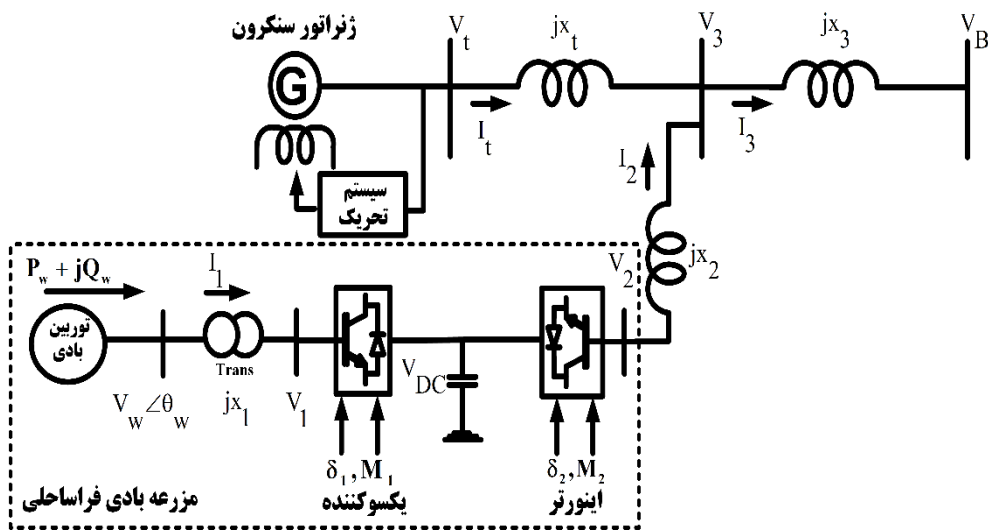 ژنراتور سنکرون
G
V_t
jx_t
V_3
jx_3
V_B
I_t
I_3
سیستم
تحریک
I_2
jx_2
V_2
P_w + jQ_w
I_1
توربین
بادی
Trans
V_w∠θ_w
jx_1
V_1
V_DC
δ_1, M_1
δ_2, M_2
یکسوکننده
اینورتر
مزرعه بادی فراساحلی